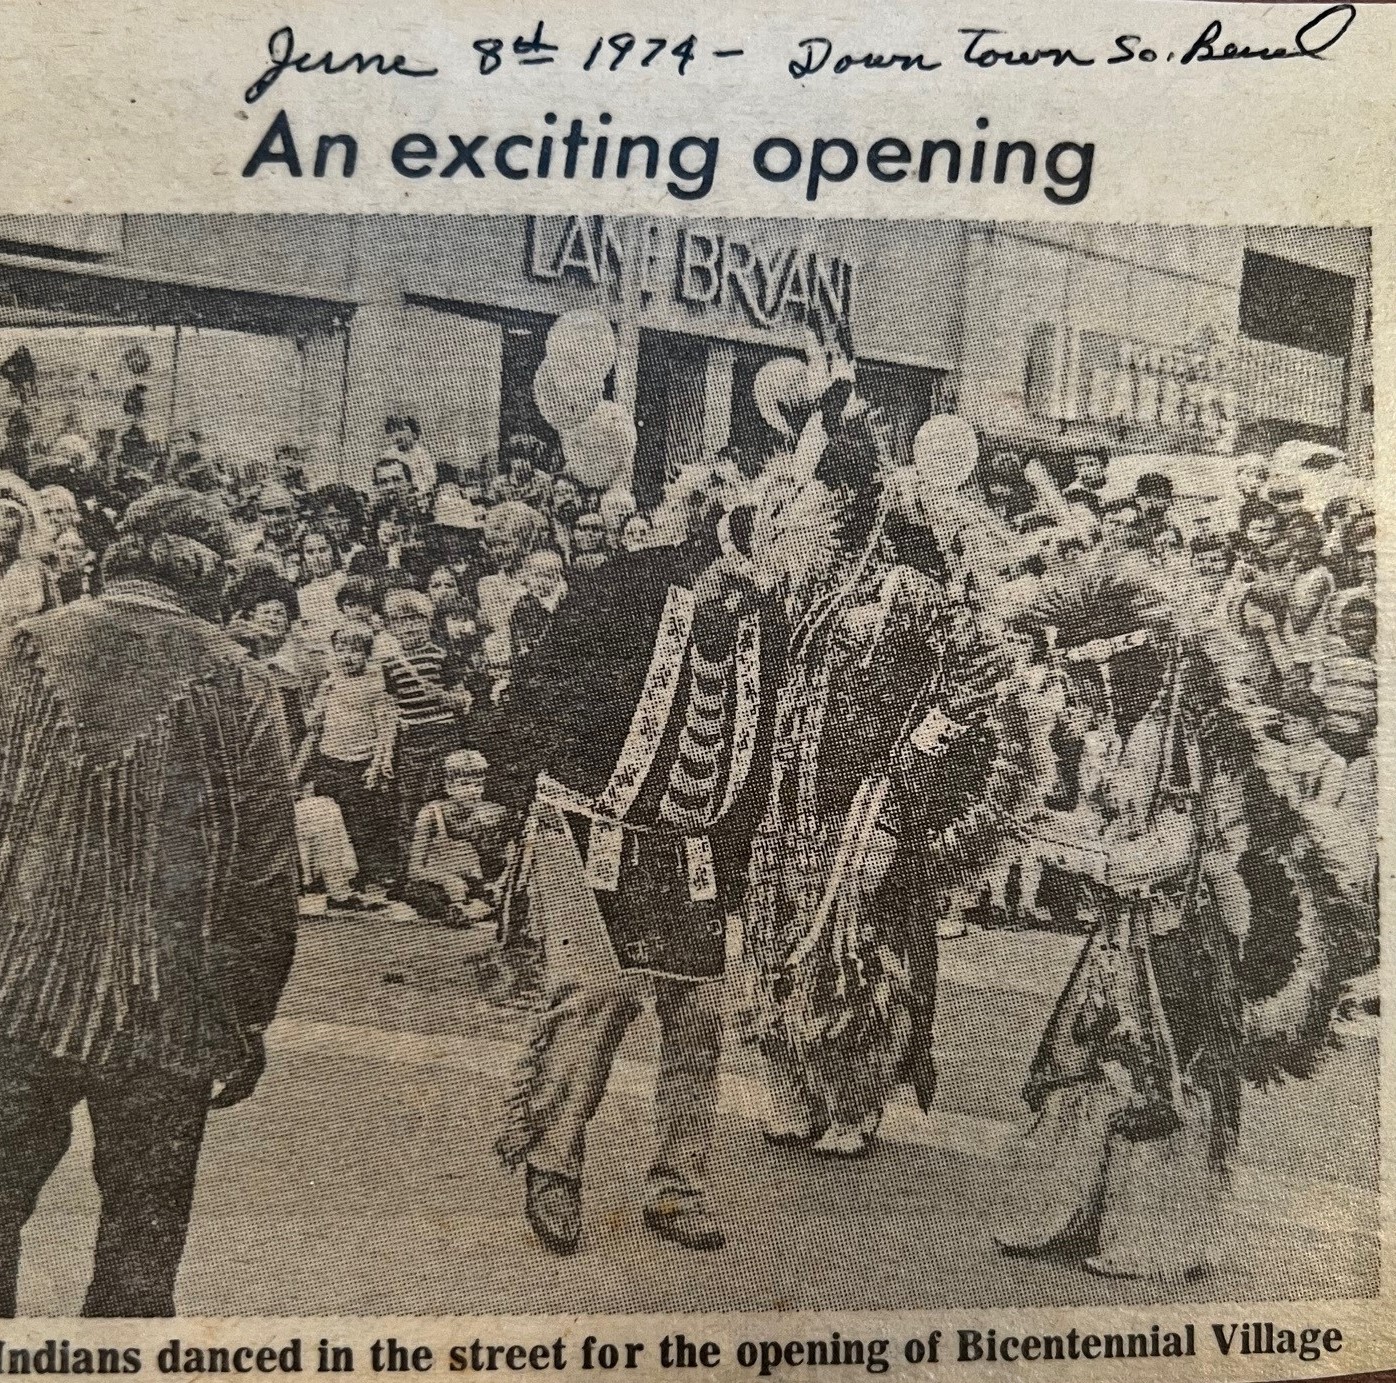 June 8th 1974 - Down Town So. Bend
An exciting opening
LANE BRYANT
Indians danced in the street for the opening of Bicentennial Village